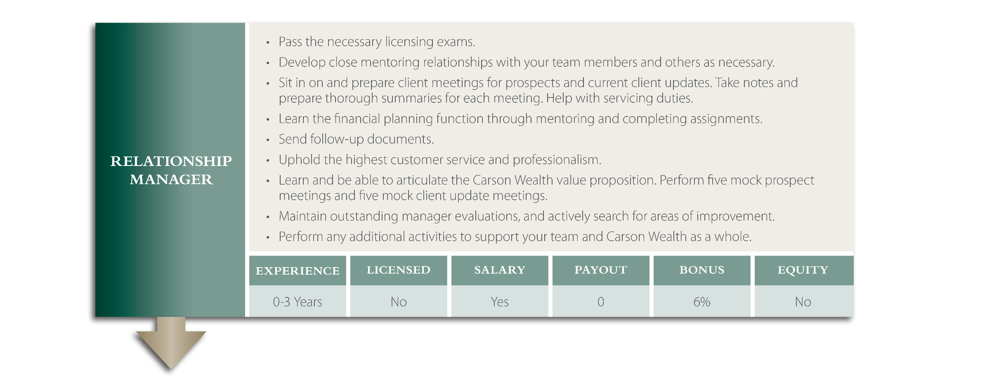 RELATIONSHIP
MANAGER
• Pass the necessary licensing exams.
• Develop close mentoring relationships with your team members and others as necessary.
• Sit in on and prepare client meetings for prospects and current client updates. Take notes and
prepare thorough summaries for each meeting. Help with servicing duties.
• Learn the financial planning function through mentoring and completing assignments.
• Send follow-up documents.
• Uphold the highest customer service and professionalism.
• Learn and be able to articulate the Carson Wealth value proposition. Perform five mock prospect
meetings and five mock client update meetings.
• Maintain outstanding manager evaluations, and actively search for areas of improvement.
• Perform any additional activities to support your team and Carson Wealth as a whole.
EXPERIENCE LICENSED SALARY PAYOUT BONUS EQUITY
0-3 Years No Yes 0 6% No